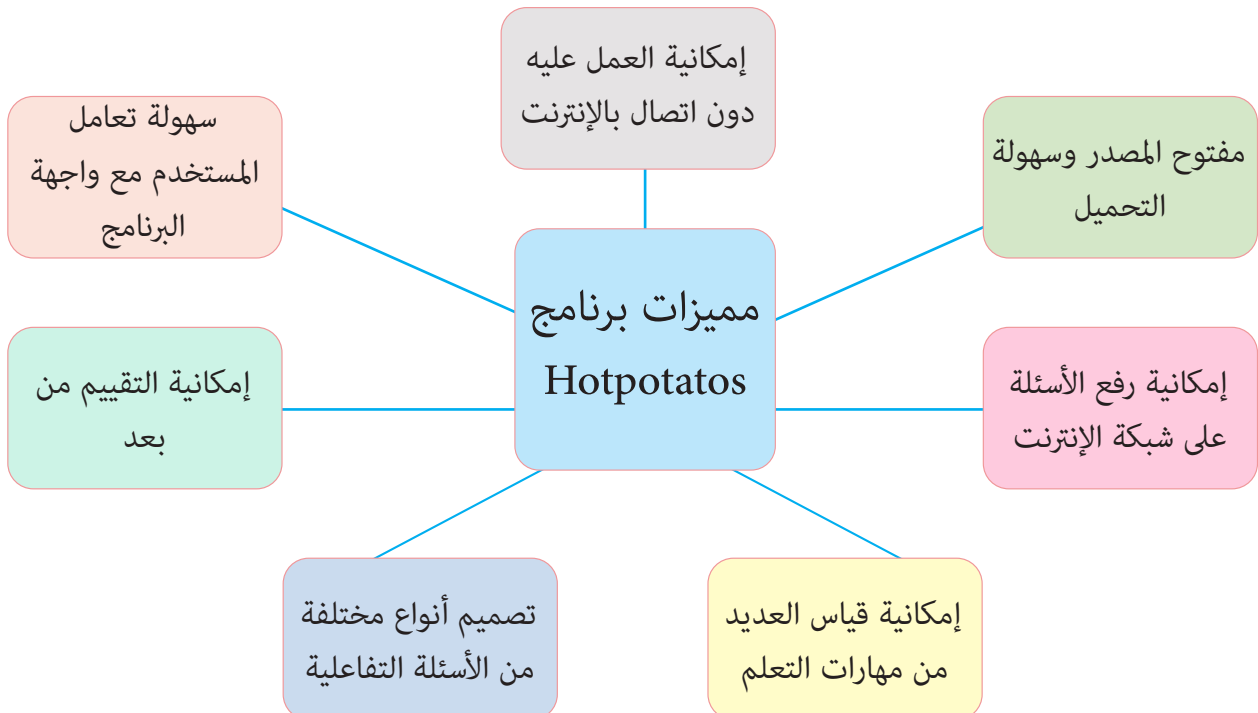 إمكانية العمل عليه
دون اتصال بالإنترنت
مفتوح المصدر وسهولة
التحميل
سهولة تعامل
المستخدم مع واجهة
البرنامج
مميزات برنامج
Hotpotatos
إمكانية رفع الأسئلة
على شبكة الإنترنت
إمكانية التقييم من
بعد
إمكانية قياس العديد
من مهارات التعلم
تصميم أنواع مختلفة
من الأسئلة التفاعلية